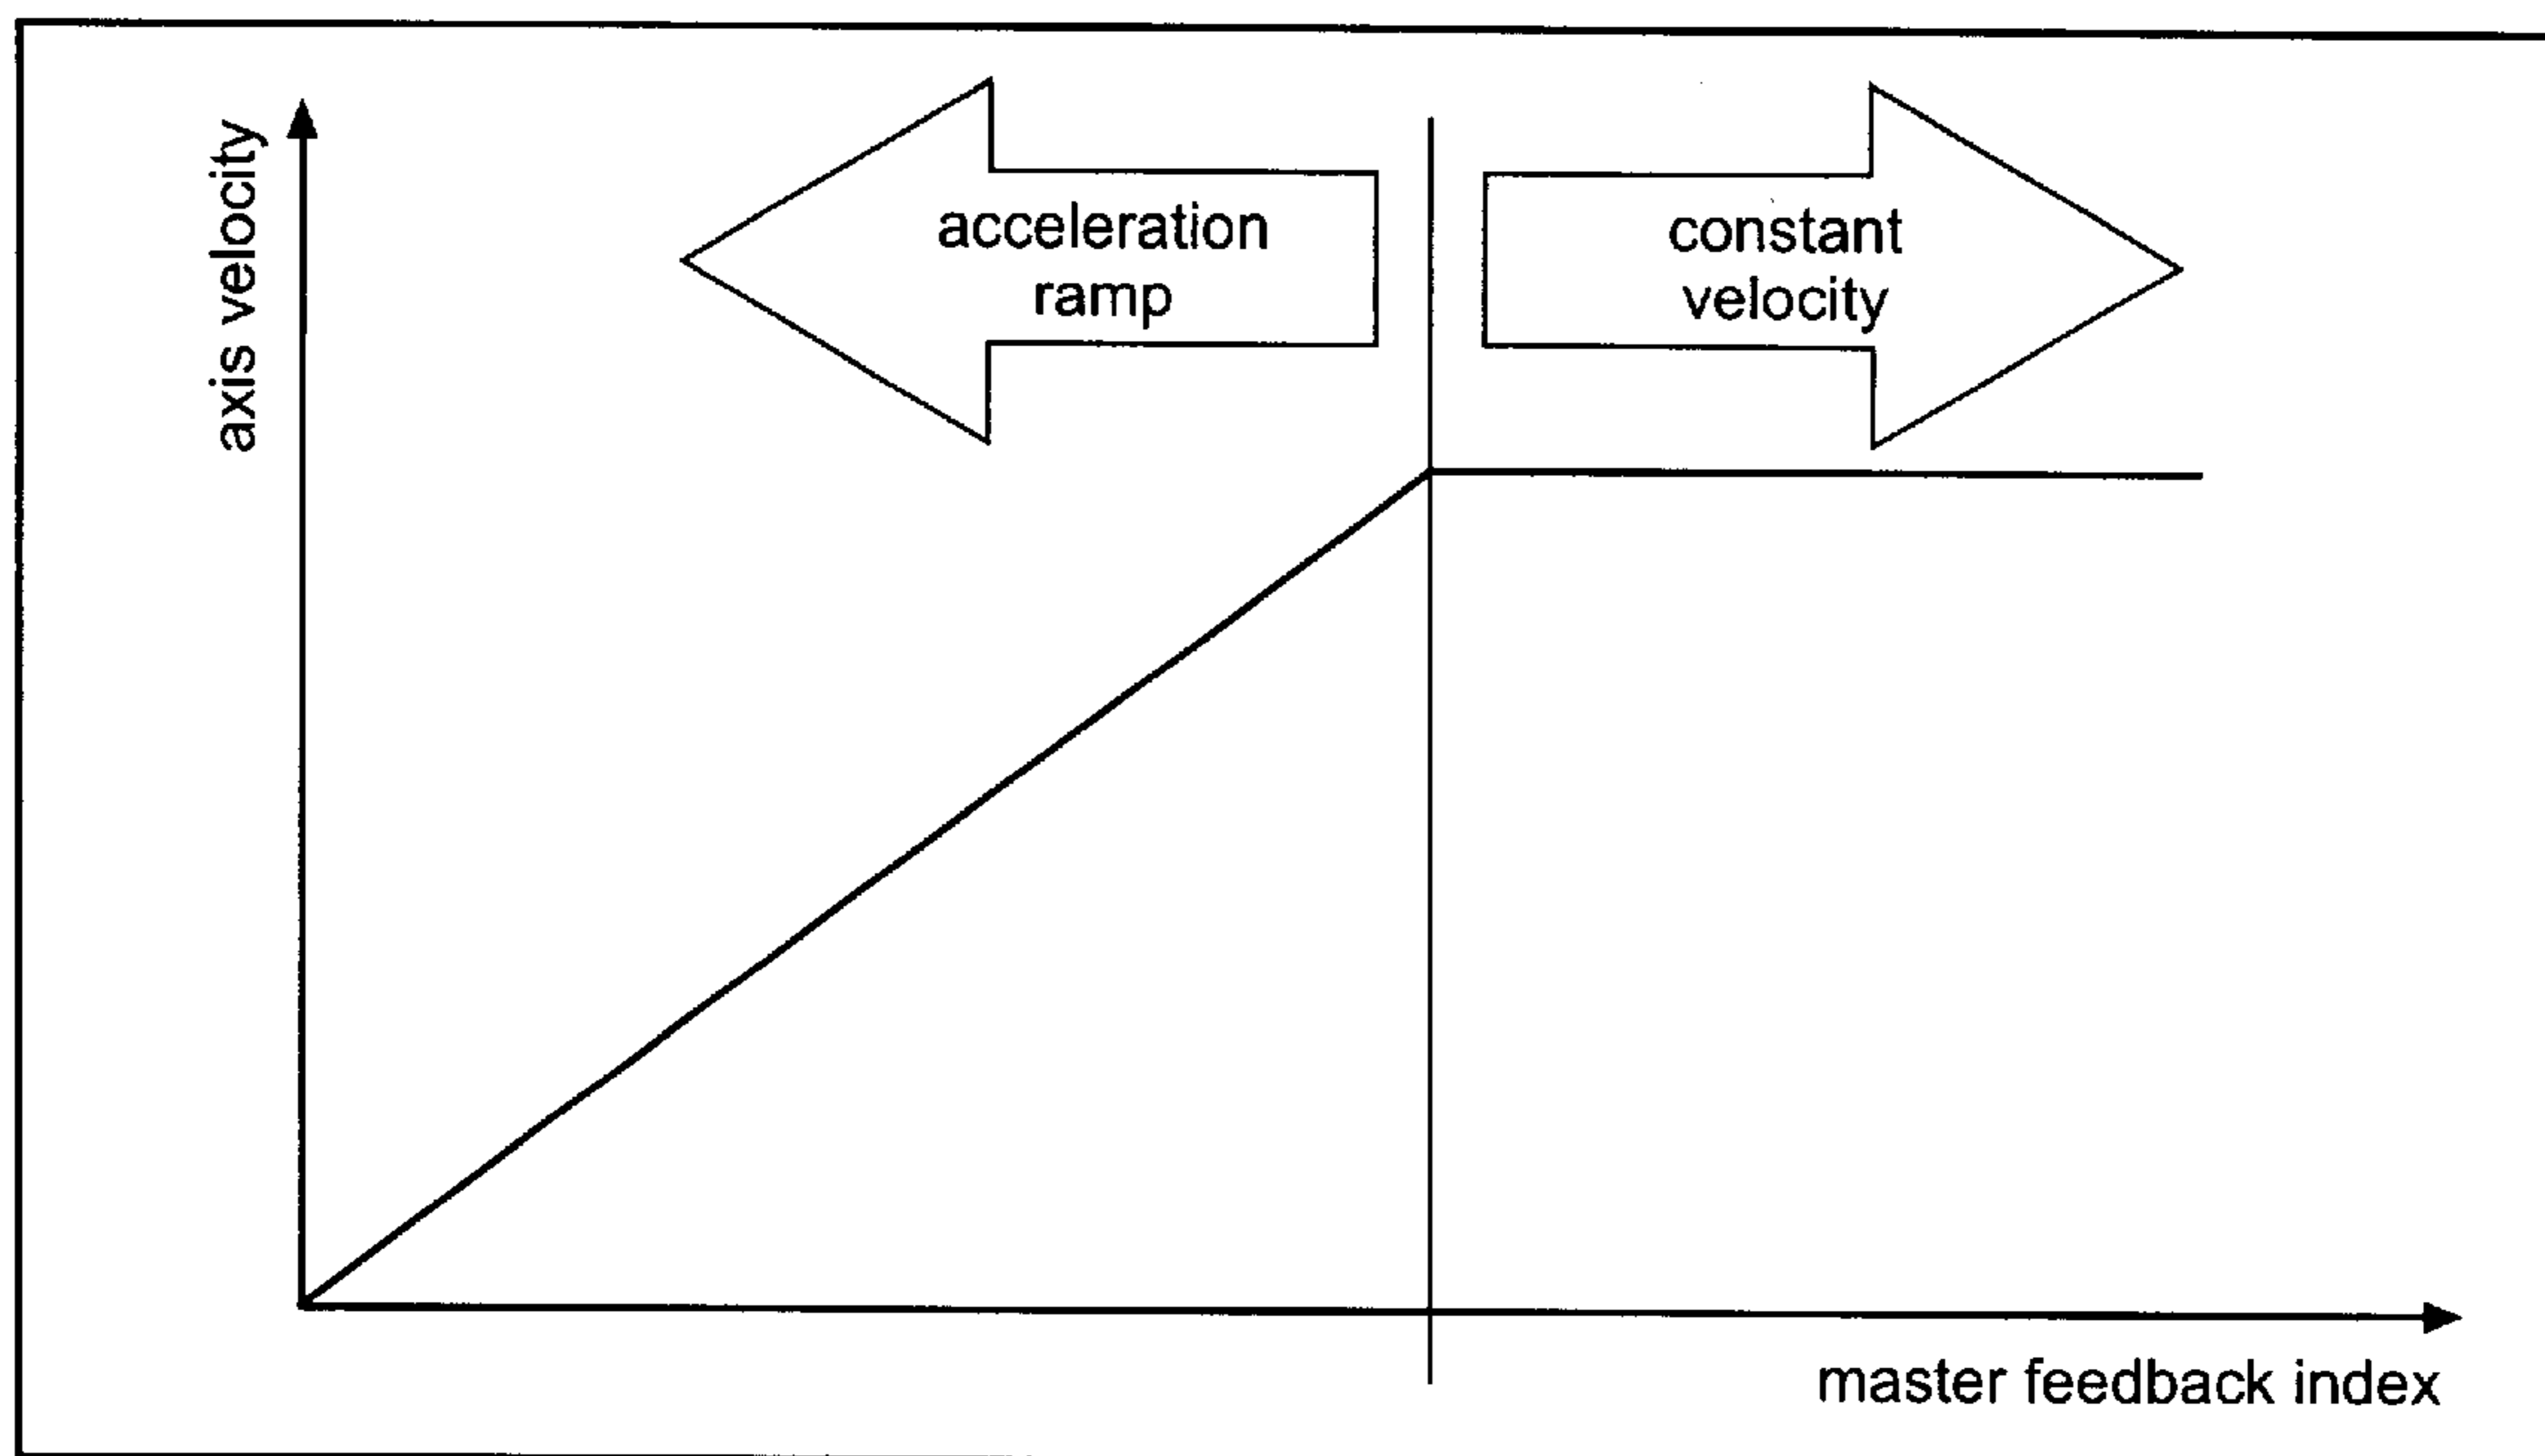 axis velocity
acceleration
ramp
constant
velocity
master feedback index